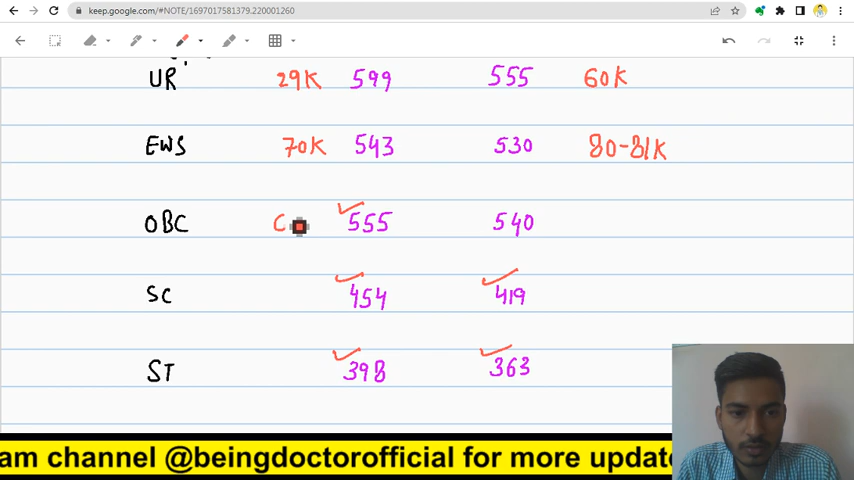 keep.google.com/#NOTE/1697017581379.220001260
UR 29K 599 555 60K
EWS 70K 543 530 80-81K
OBC 555 540
SC 454 419
ST 398 363
am channel @beingdoctorofficial for more update